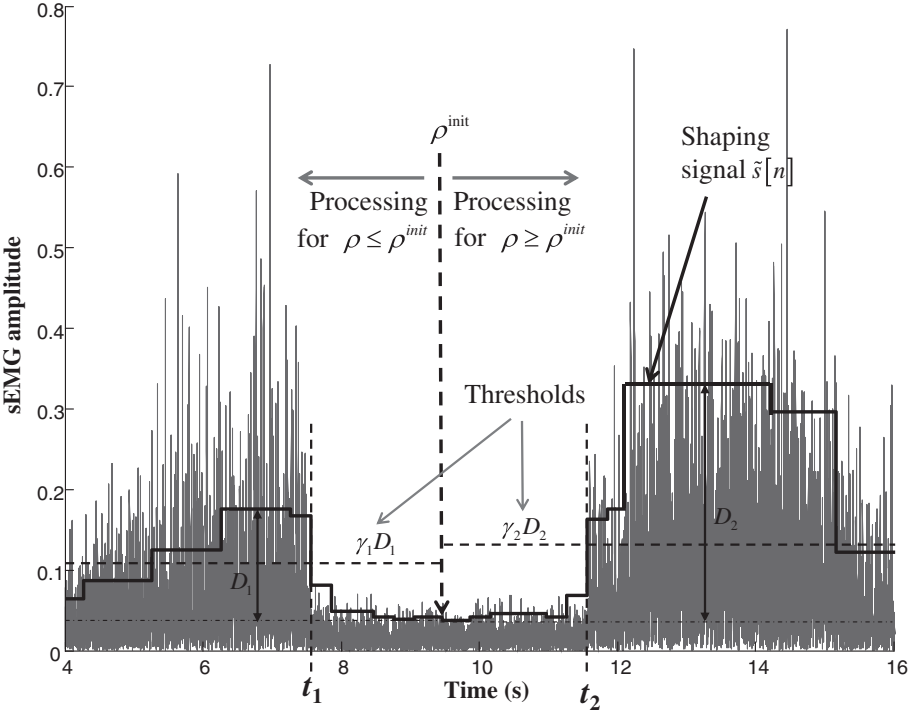 0.8
0.7
0.6
0.5
0.4
0.3
0.2
0.1
0
sEMG amplitude
ρ^init
Shaping
signal s̃[n]
Processing
for ρ ≤ ρ^init
Processing
for ρ ≥ ρ^init
Thresholds
γ₁D₁
γ₂D₂
D₁
D₂
4 6 8 10 12 14 16
t₁ Time (s) t₂